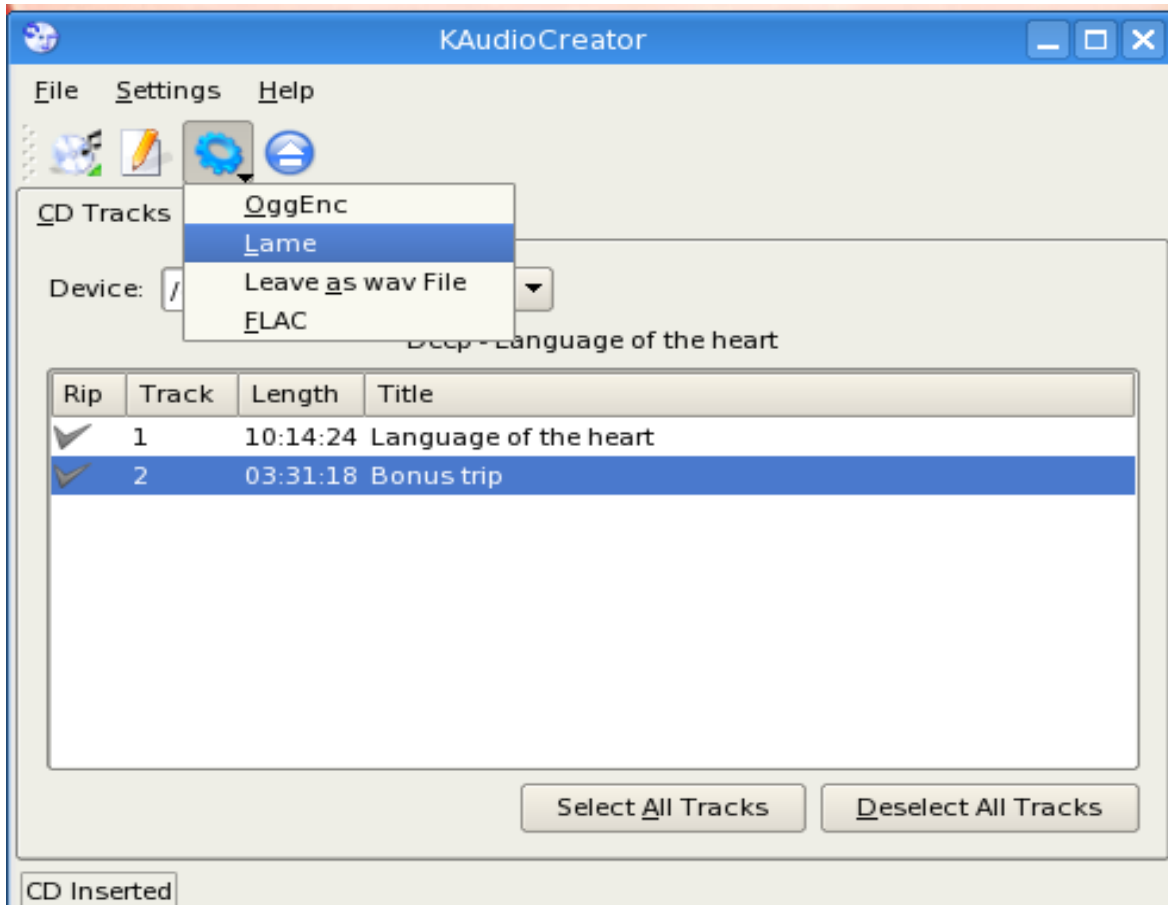 KAudioCreator
File Settings Help
OggEnc
CD Tracks
Lame
Device: / Leave as wav File
FLAC
Deep - Language of the heart
Rip Track Length Title
1 10:14:24 Language of the heart
2 03:31:18 Bonus trip
Select All Tracks Deselect All Tracks
CD Inserted